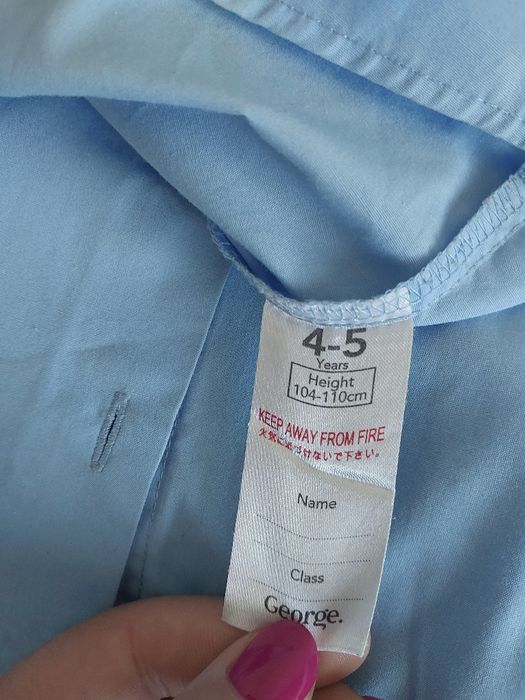 4-5
Years
Height
104-110cm
KEEP AWAY FROM FIRE
火気に近づけないで下さい。
Name
Class
George.